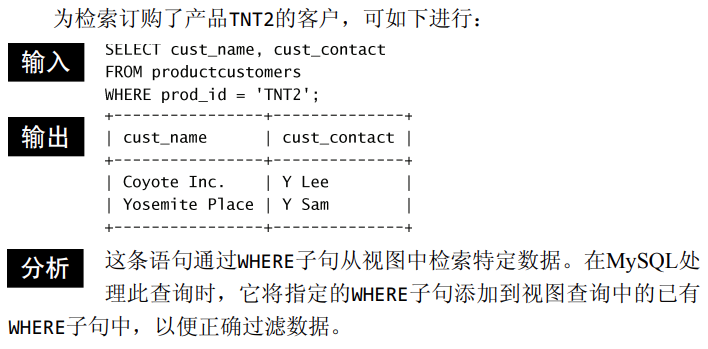 为检索订购了产品TNT2的客户，可如下进行：
输入
SELECT cust_name, cust_contact
FROM productcustomers
WHERE prod_id = 'TNT2';
输出
+----------------+--------------+
| cust_name      | cust_contact |
+----------------+--------------+
| Coyote Inc.    | Y Lee        |
| Yosemite Place | Y Sam        |
+----------------+--------------+
分析
这条语句通过WHERE子句从视图中检索特定数据。在MySQL处
理此查询时，它将指定的WHERE子句添加到视图查询中的已有
WHERE子句中，以便正确过滤数据。